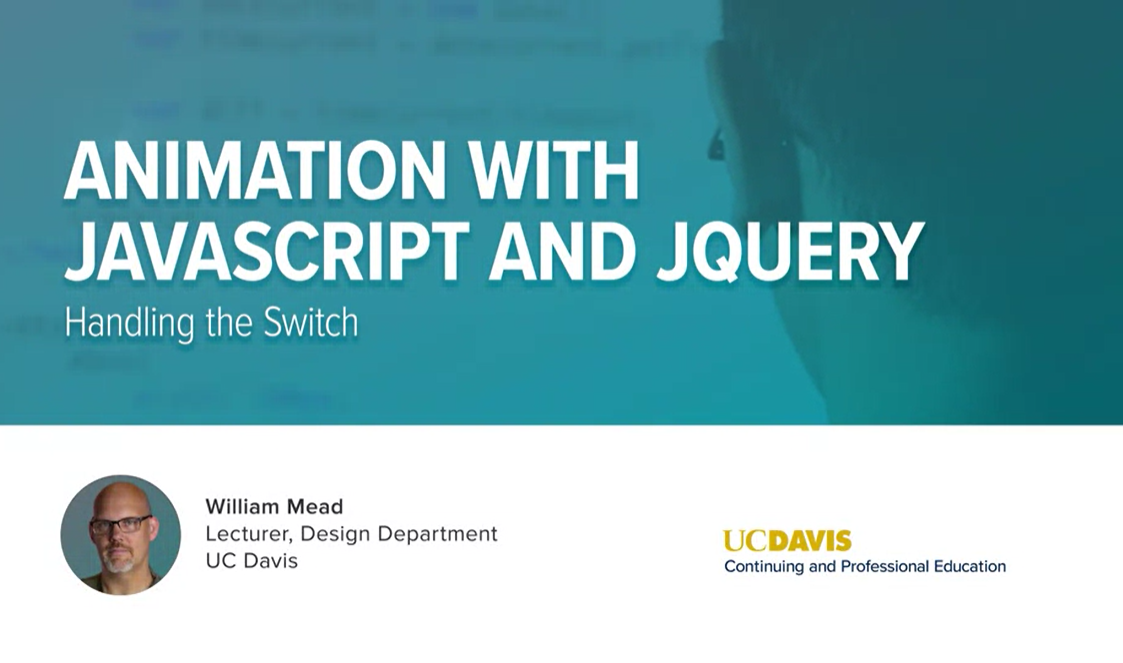 ANIMATION WITH
JAVASCRIPT AND JQUERY
Handling the Switch
William Mead
Lecturer, Design Department
UC Davis
UCDAVIS
Continuing and Professional Education